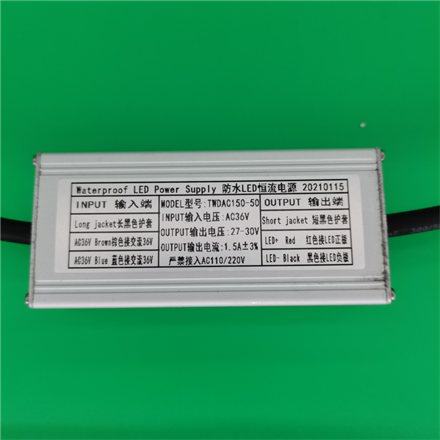 Waterproof LED Power Supply 防水LED恒流电源 20210115
INPUT 输入端
Long jacket长黑色护套
AC36V Brown棕色接交流36V
AC36V Blue 蓝色接交流36V
MODEL型号:TWDAC150-50
INPUT输入电压:AC36V
OUTPUT输出电压:27-30V
OUTPUT输出电流:1.5A±3%
严禁接入AC110/220V
OUTPUT 输出端
Short jacket 短黑色护套
LED+ Red 红色接LED正极
LED- Black 黑色接LED负极